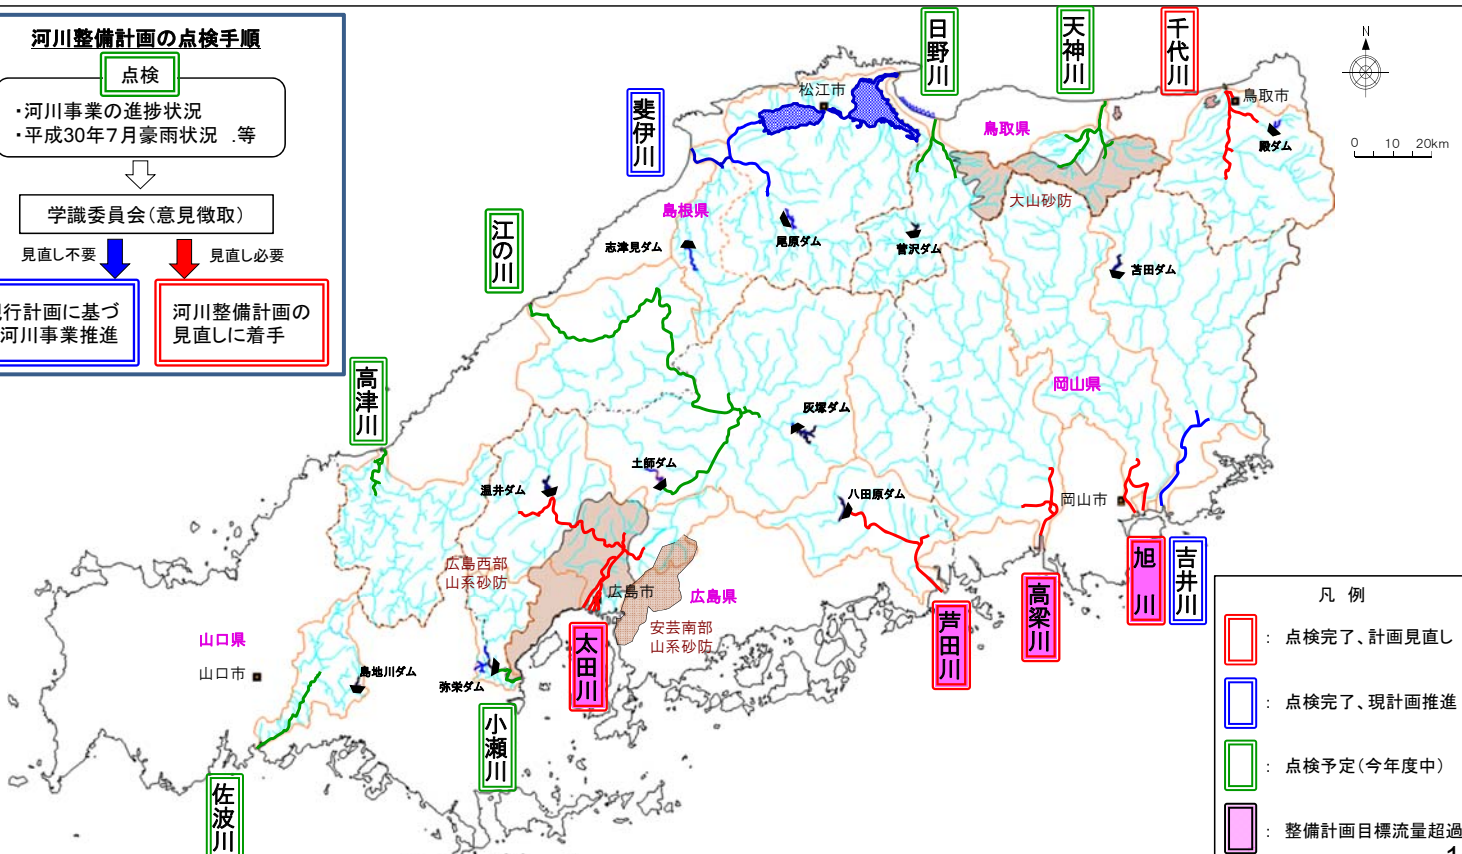 河川整備計画の点検手順
点検
・河川事業の進捗状況
・平成30年7月豪雨状況 .等
学識委員会(意見徴取)
見直し不要
見直し必要
行計画に基づ
河川事業推進
河川整備計画の
見直しに着手
日野川
天神川
千代川
斐伊川
江の川
高津川
佐波川
小瀬川
太田川
芦田川
高梁川
旭川
吉井川
松江市
鳥取市
鳥取県
殿ダム
大山砂防
島根県
志津見ダム
尾原ダム
菅沢ダム
苫田ダム
岡山県
岡山市
灰塚ダム
土師ダム
温井ダム
八田原ダム
広島西部
山系砂防
広島市
広島県
安芸南部
山系砂防
山口県
山口市
島地川ダム
弥栄ダム
N
0 10 20km
凡 例
: 点検完了、計画見直し
: 点検完了、現計画推進
: 点検予定(今年度中)
: 整備計画目標流量超過